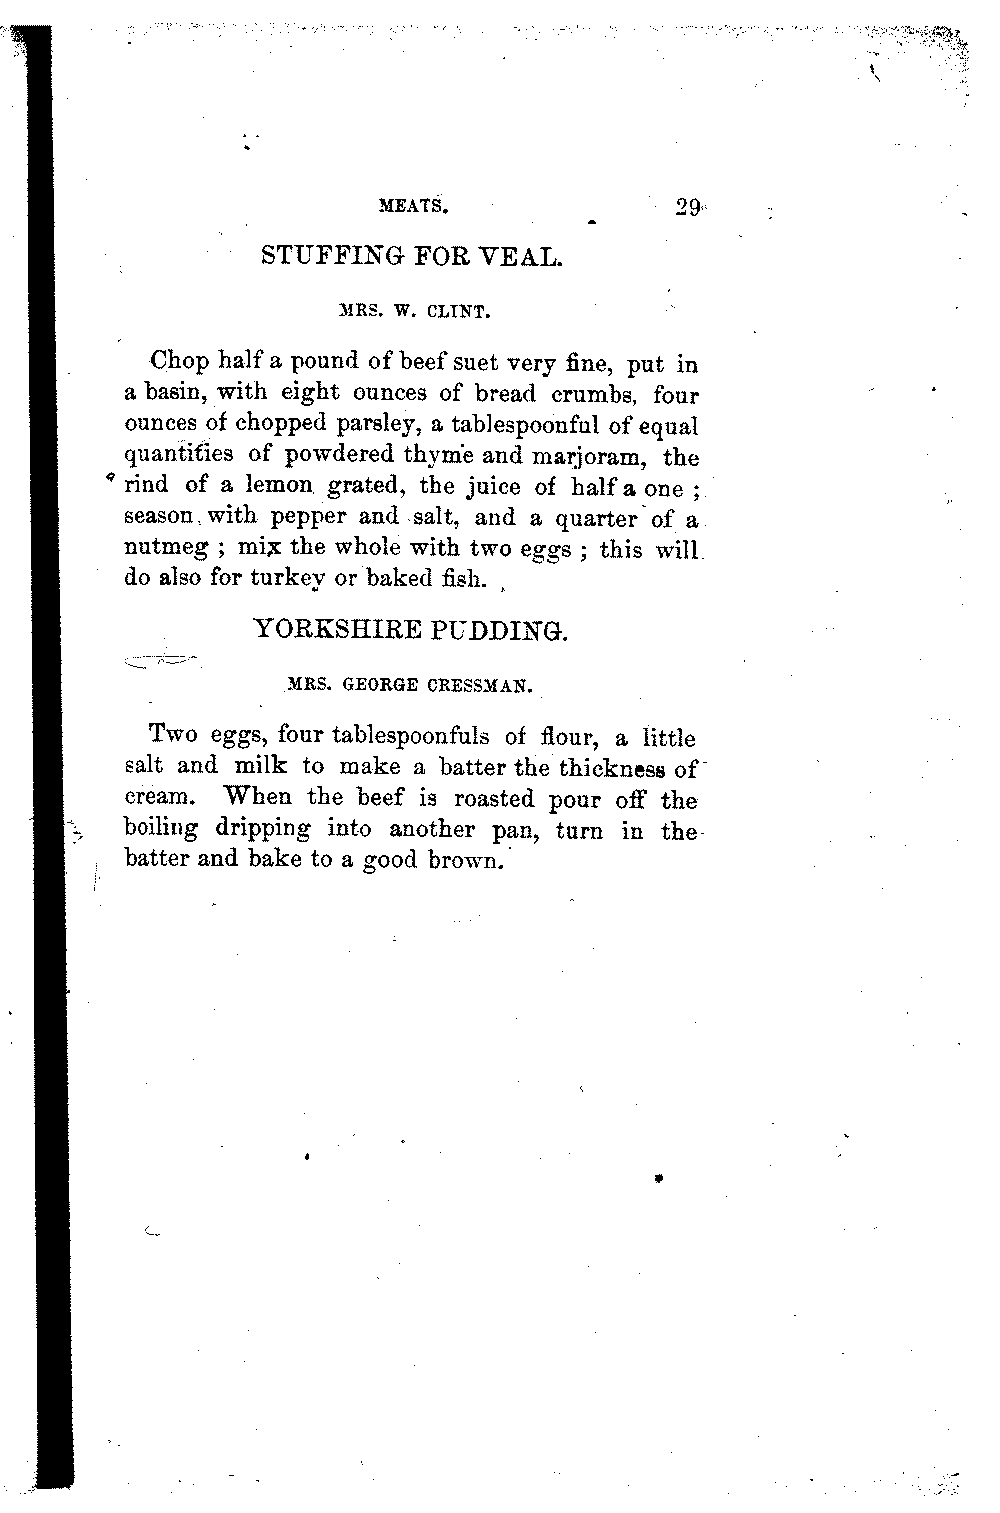 MEATS. 29
STUFFING FOR VEAL.
MRS. W. CLINT.
Chop half a pound of beef suet very fine, put in
a basin, with eight ounces of bread crumbs, four
ounces of chopped parsley, a tablespoonful of equal
quantities of powdered thyme and marjoram, the
rind of a lemon grated, the juice of half a one ;
season with pepper and salt, and a quarter of a
nutmeg ; mix the whole with two eggs ; this will
do also for turkey or baked fish.
YORKSHIRE PUDDING.
MRS. GEORGE CRESSMAN.
Two eggs, four tablespoonfuls of flour, a little
salt and milk to make a batter the thickness of
cream. When the beef is roasted pour off the
boiling dripping into another pan, turn in the
batter and bake to a good brown.